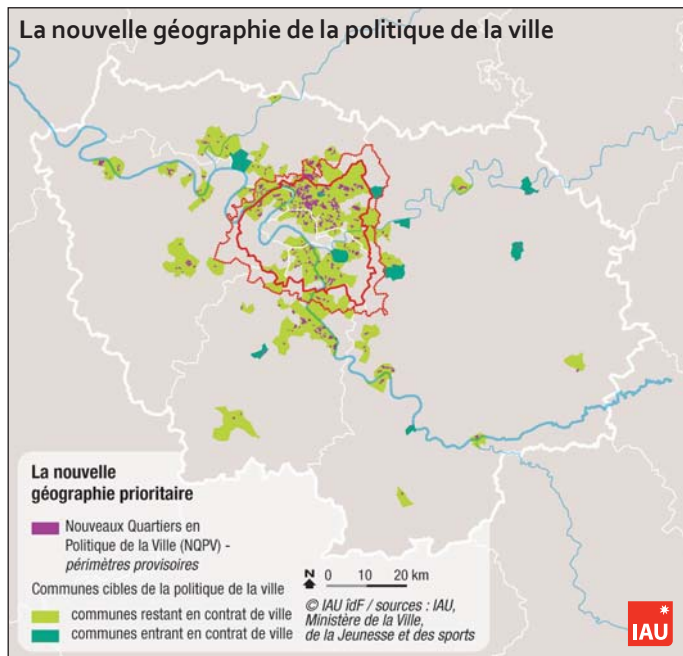 La nouvelle géographie de la politique de la ville
La nouvelle
géographie prioritaire
Nouveaux Quartiers en
Politique de la Ville (NQPV) -
périmètres provisoires
Communes cibles de la politique de la ville
communes restant en contrat de ville
communes entrant en contrat de ville
N 0 10 20 km
© IAU îdF / sources : IAU,
Ministère de la Ville,
de la Jeunesse et des sports
IAU